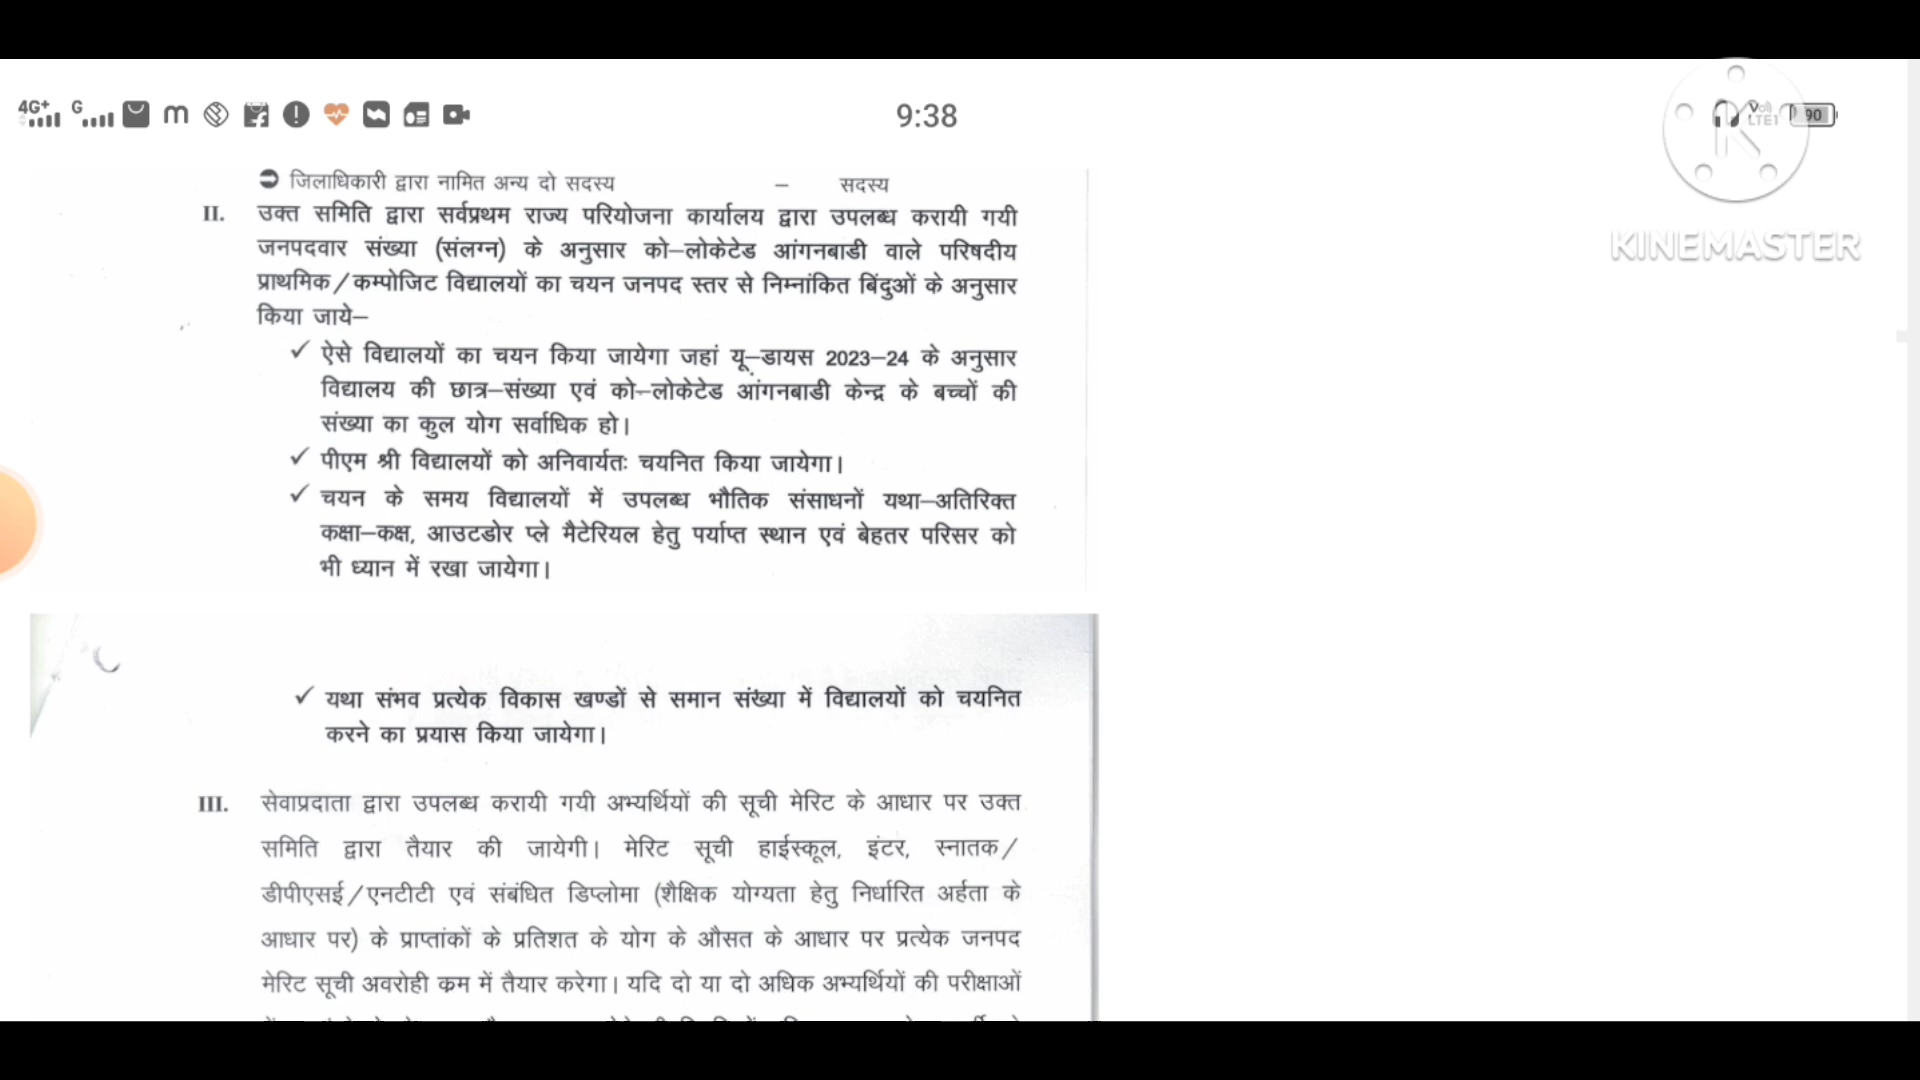 4G+ G 9:38 VoLTE1 90
KINEMASTER
➲ जिलाधिकारी द्वारा नामित अन्य दो सदस्य – सदस्य
II. उक्त समिति द्वारा सर्वप्रथम राज्य परियोजना कार्यालय द्वारा उपलब्ध करायी गयी
जनपदवार संख्या (संलग्न) के अनुसार को–लोकेटेड आंगनबाडी वाले परिषदीय
प्राथमिक/कम्पोजिट विद्यालयों का चयन जनपद स्तर से निम्नांकित बिंदुओं के अनुसार
किया जाये–
✓ ऐसे विद्यालयों का चयन किया जायेगा जहां यू–डायस 2023–24 के अनुसार
विद्यालय की छात्र–संख्या एवं को–लोकेटेड आंगनबाडी केन्द्र के बच्चों की
संख्या का कुल योग सर्वाधिक हो।
✓ पीएम श्री विद्यालयों को अनिवार्यतः चयनित किया जायेगा।
✓ चयन के समय विद्यालयों में उपलब्ध भौतिक संसाधनों यथा–अतिरिक्त
कक्षा–कक्ष, आउटडोर प्ले मैटेरियल हेतु पर्याप्त स्थान एवं बेहतर परिसर को
भी ध्यान में रखा जायेगा।
✓ यथा संभव प्रत्येक विकास खण्डों से समान संख्या में विद्यालयों को चयनित
करने का प्रयास किया जायेगा।
III. सेवाप्रदाता द्वारा उपलब्ध करायी गयी अभ्यर्थियों की सूची मेरिट के आधार पर उक्त
समिति द्वारा तैयार की जायेगी। मेरिट सूची हाईस्कूल, इंटर, स्नातक/
डीपीएसई/एनटीटी एवं संबंधित डिप्लोमा (शैक्षिक योग्यता हेतु निर्धारित अर्हता के
आधार पर) के प्राप्तांकों के प्रतिशत के योग के औसत के आधार पर प्रत्येक जनपद
मेरिट सूची अवरोही क्रम में तैयार करेगा। यदि दो या दो अधिक अभ्यर्थियों की परीक्षाओं